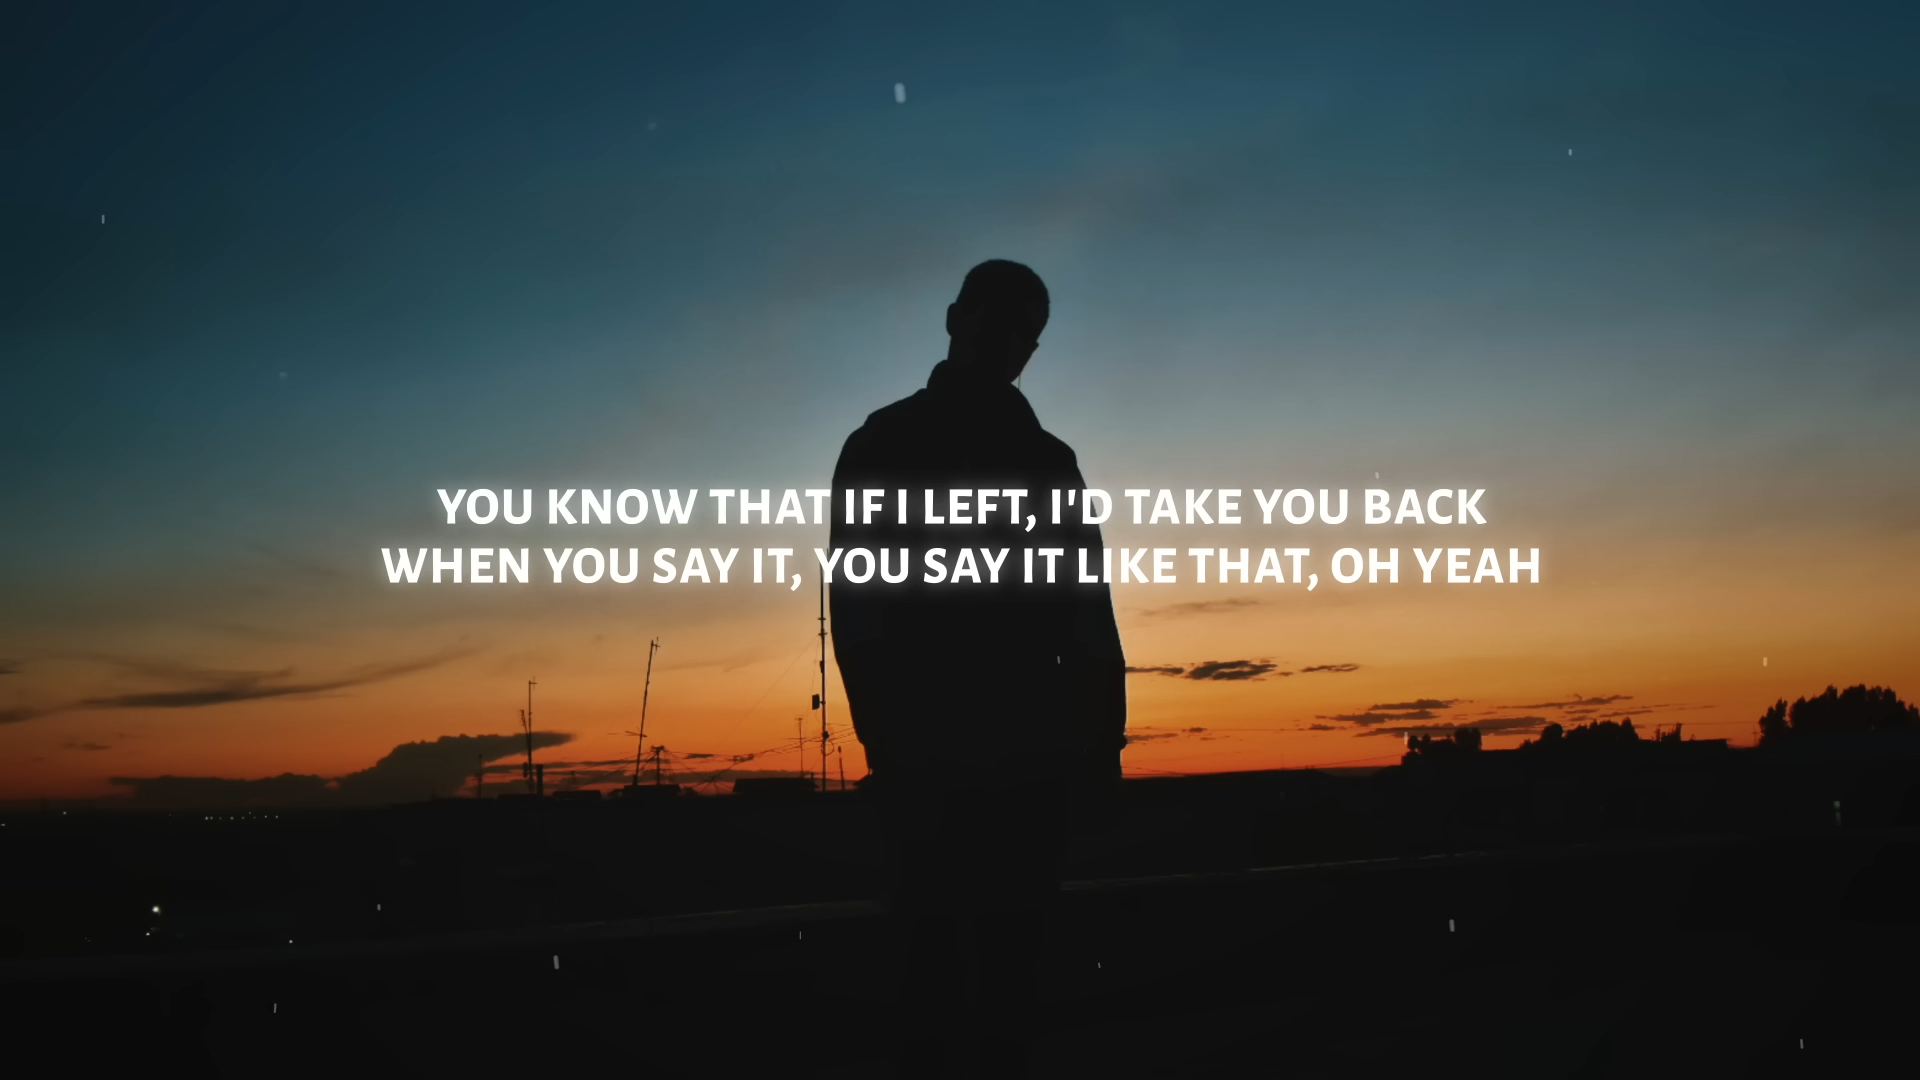 YOU KNOW THAT IF I LEFT, I'D TAKE YOU BACK
WHEN YOU SAY IT, YOU SAY IT LIKE THAT, OH YEAH